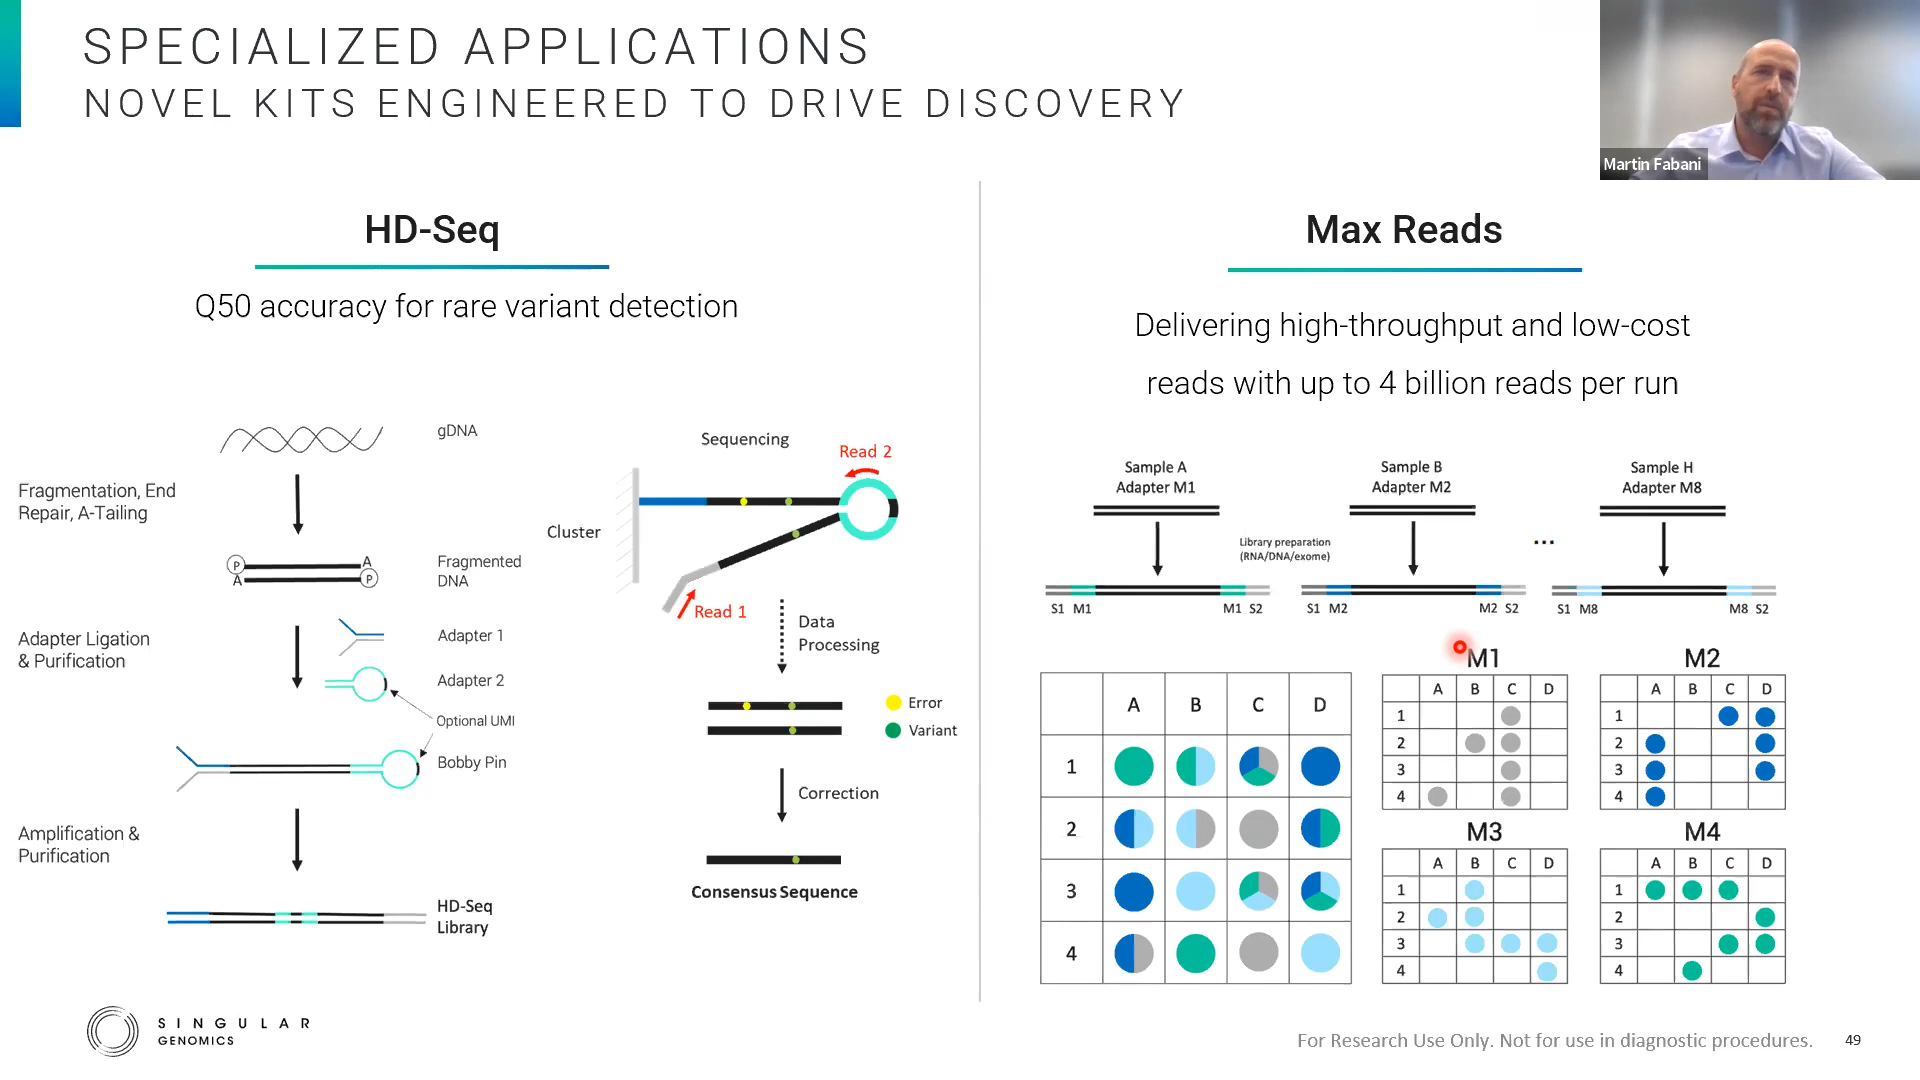 SPECIALIZED APPLICATIONS
NOVEL KITS ENGINEERED TO DRIVE DISCOVERY
Martin Fabani
HD-Seq
Q50 accuracy for rare variant detection
gDNA
Fragmentation, End
Repair, A-Tailing
P A
A P
Fragmented
DNA
Adapter Ligation
& Purification
Adapter 1
Adapter 2
Optional UMI
Bobby Pin
Amplification &
Purification
HD-Seq
Library
Sequencing
Read 2
Cluster
Read 1
Data
Processing
Error
Variant
Correction
Consensus Sequence
Max Reads
Delivering high-throughput and low-cost
reads with up to 4 billion reads per run
Sample A
Adapter M1
Sample B
Adapter M2
Sample H
Adapter M8
Library preparation
(RNA/DNA/exome)
...
S1 M1 M1 S2
S1 M2 M2 S2
S1 M8 M8 S2
A B C D
1
2
3
4
M1
A B C D
1
2
3
4
M2
A B C D
1
2
3
4
M3
A B C D
1
2
3
4
M4
A B C D
1
2
3
4
SINGULAR
GENOMICS
For Research Use Only. Not for use in diagnostic procedures.
49